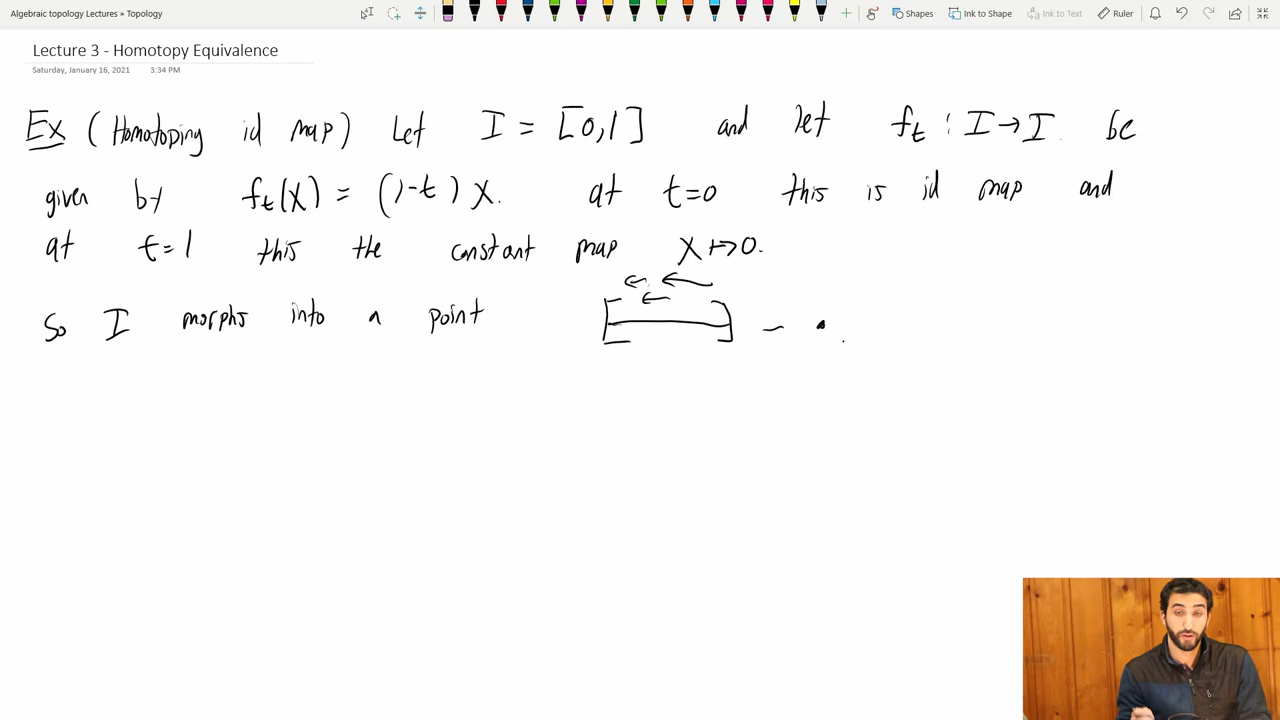 Algebraic topology Lectures » Topology
Shapes Ink to Shape Ink to Text Ruler
Lecture 3 - Homotopy Equivalence
Saturday, January 16, 2021 3:34 PM
Ex (Homotoping id map) Let I = [0,1] and let f_t : I → I be
given by f_t(x) = (1-t) x. at t=0 this is id map and
at t=1 this the constant map x ↦ 0.
So I morphs into a point [ ] ~ •